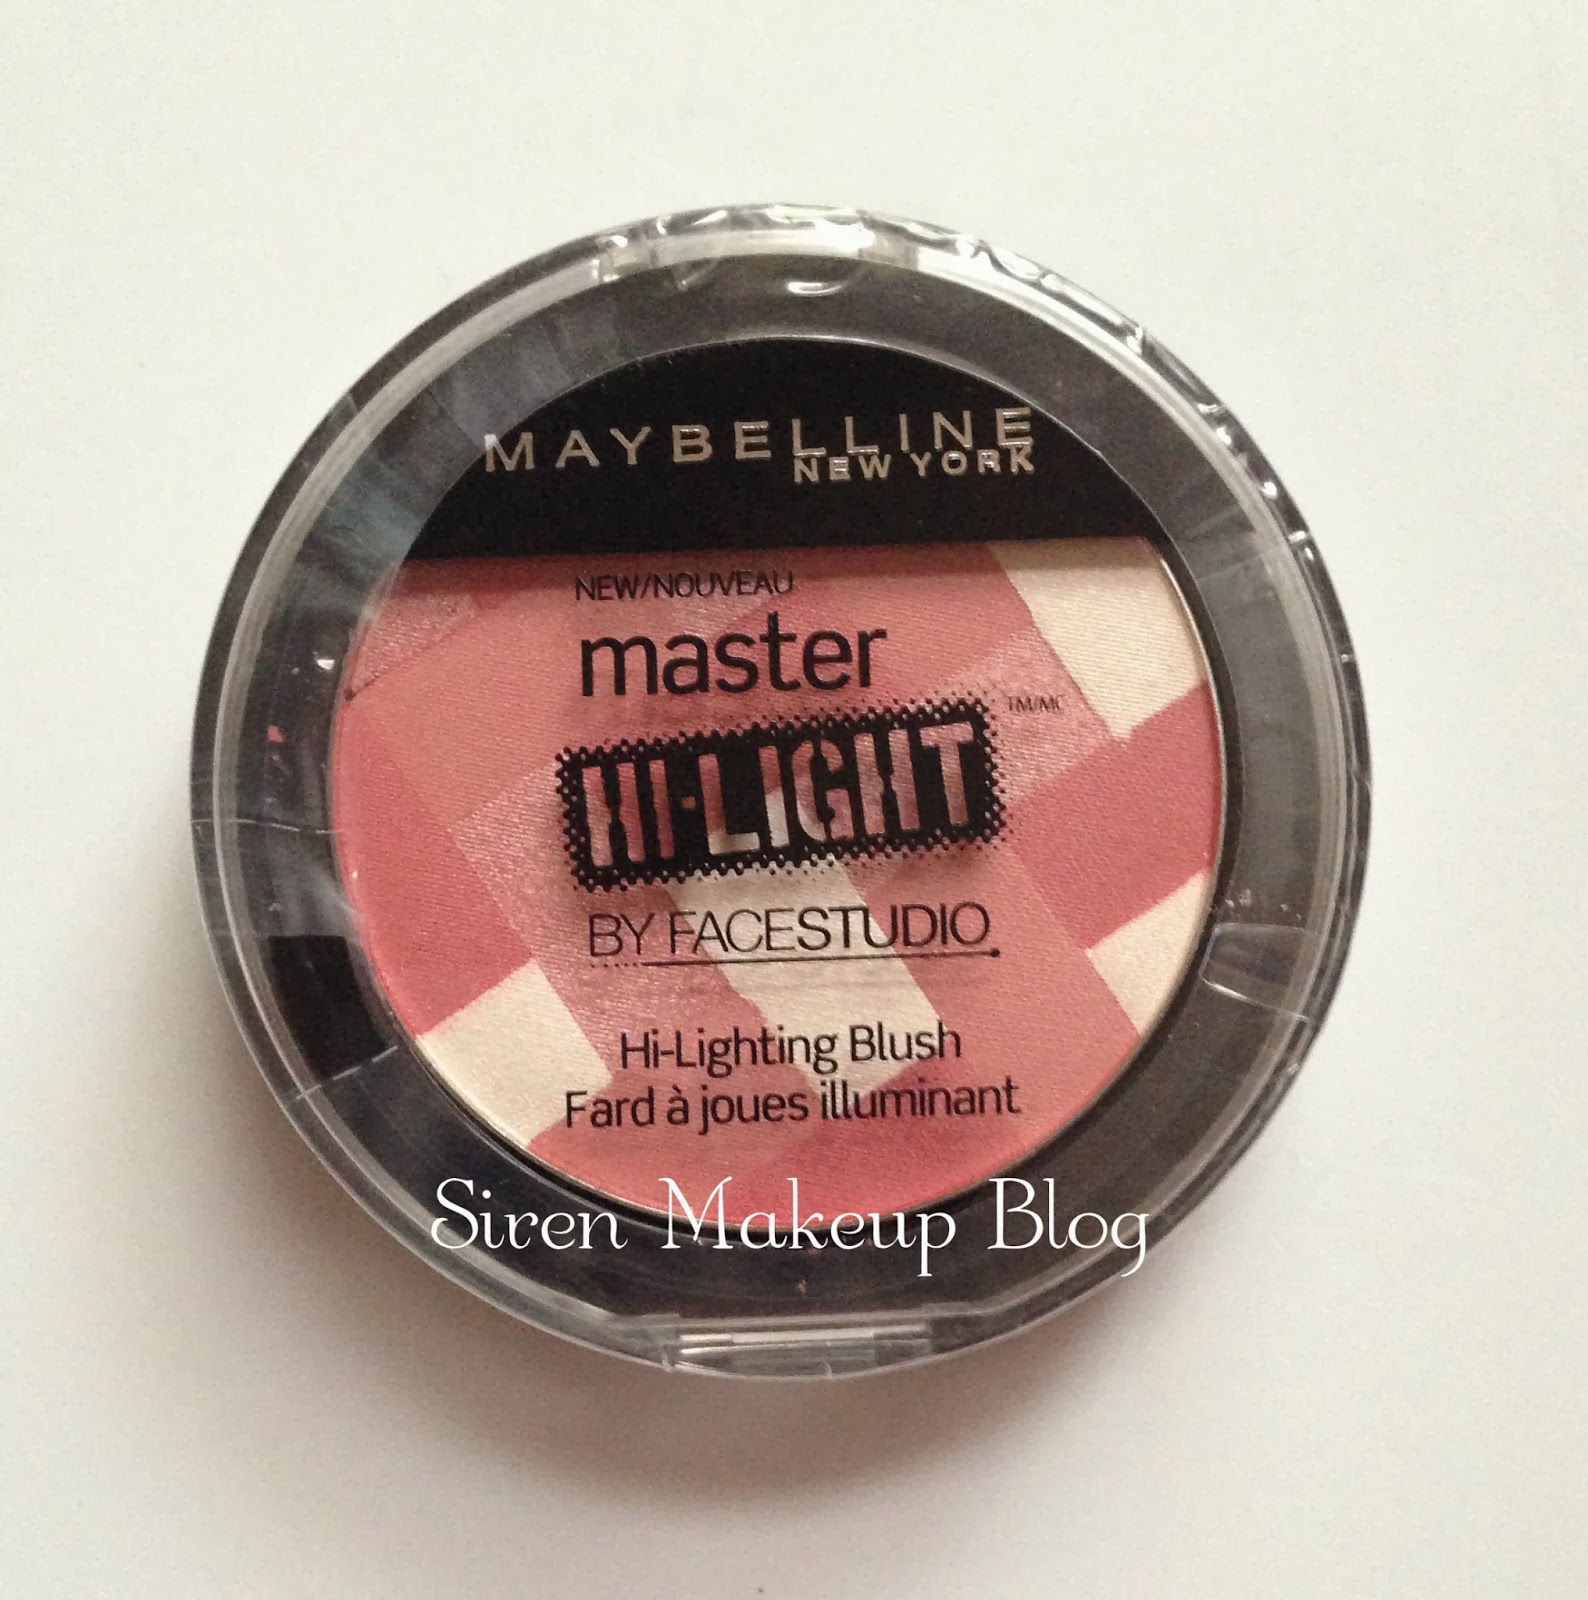 MAYBELLINE
NEW YORK
NEW/NOUVEAU
master
HI-LIGHT TM/MC
BY FACESTUDIO
Hi-Lighting Blush
Fard à joues illuminant
Siren Makeup Blog